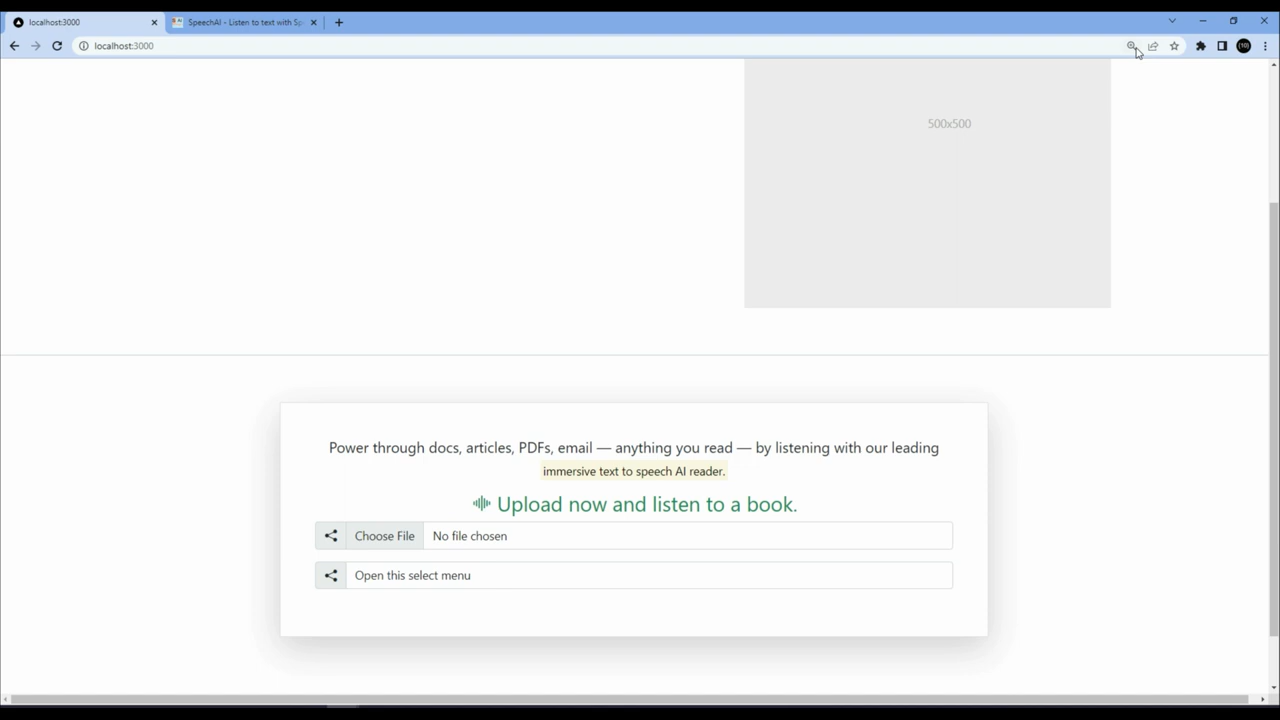 localhost:3000
SpeechAI - Listen to text with Sp
localhost:3000
500x500
Power through docs, articles, PDFs, email — anything you read — by listening with our leading
immersive text to speech AI reader.
Upload now and listen to a book.
Choose File No file chosen
Open this select menu